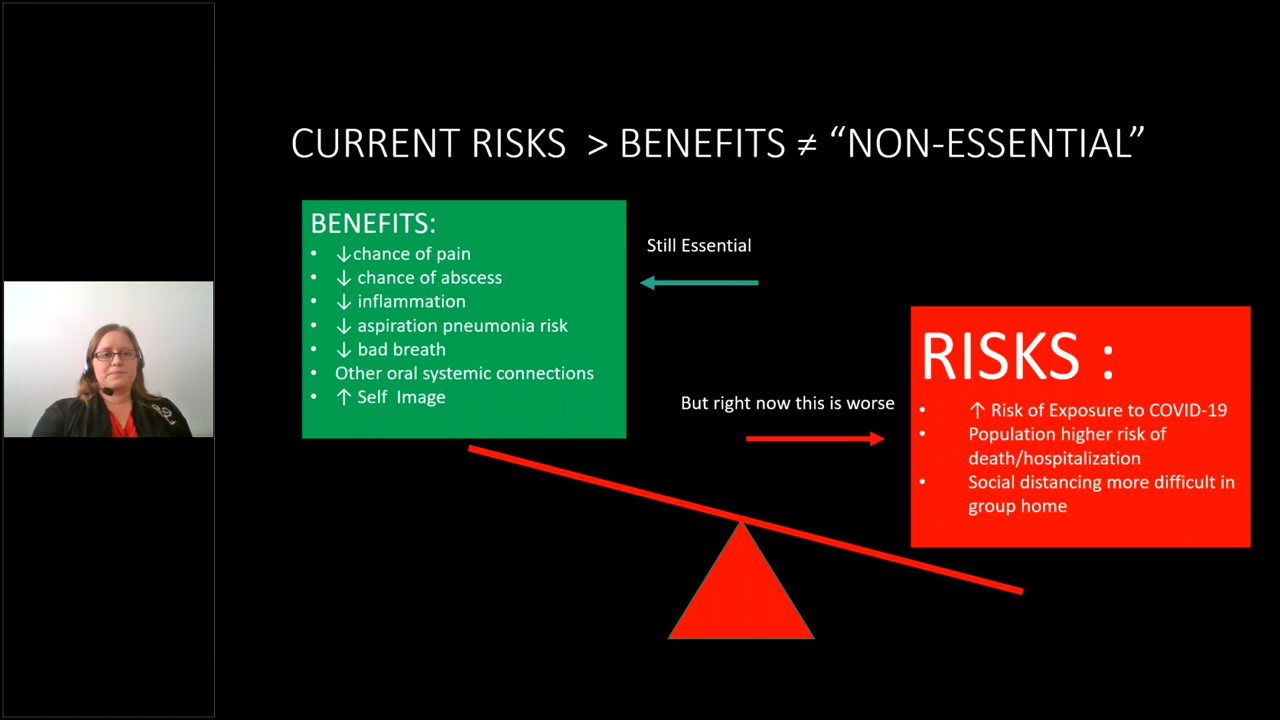 CURRENT RISKS > BENEFITS ≠ “NON-ESSENTIAL”
BENEFITS:
• ↓chance of pain
• ↓ chance of abscess
• ↓ inflammation
• ↓ aspiration pneumonia risk
• ↓ bad breath
• Other oral systemic connections
• ↑ Self Image
Still Essential
But right now this is worse
RISKS :
• ↑ Risk of Exposure to COVID-19
• Population higher risk of
death/hospitalization
• Social distancing more difficult in
group home